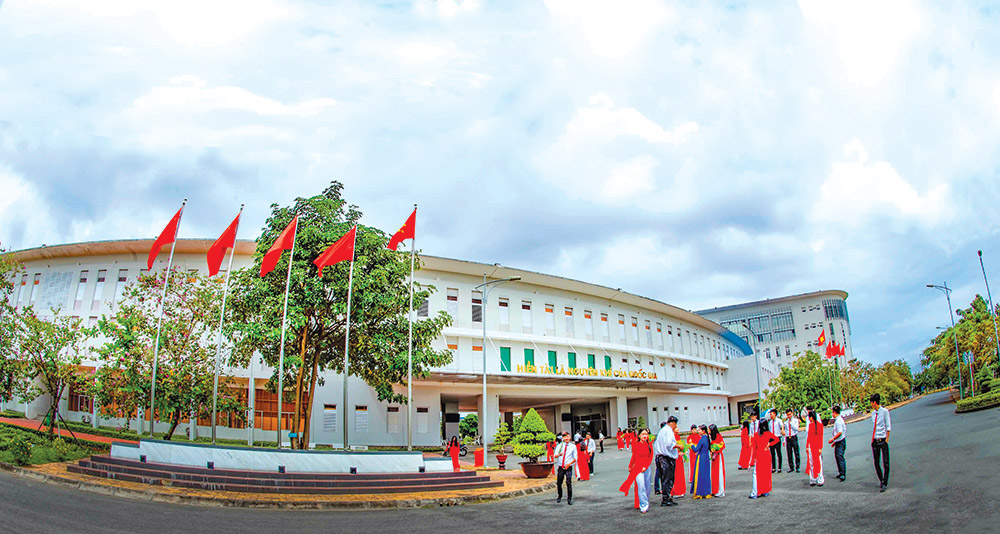 HIỀN TÀI LÀ NGUYÊN KHÍ CỦA QUỐC GIA